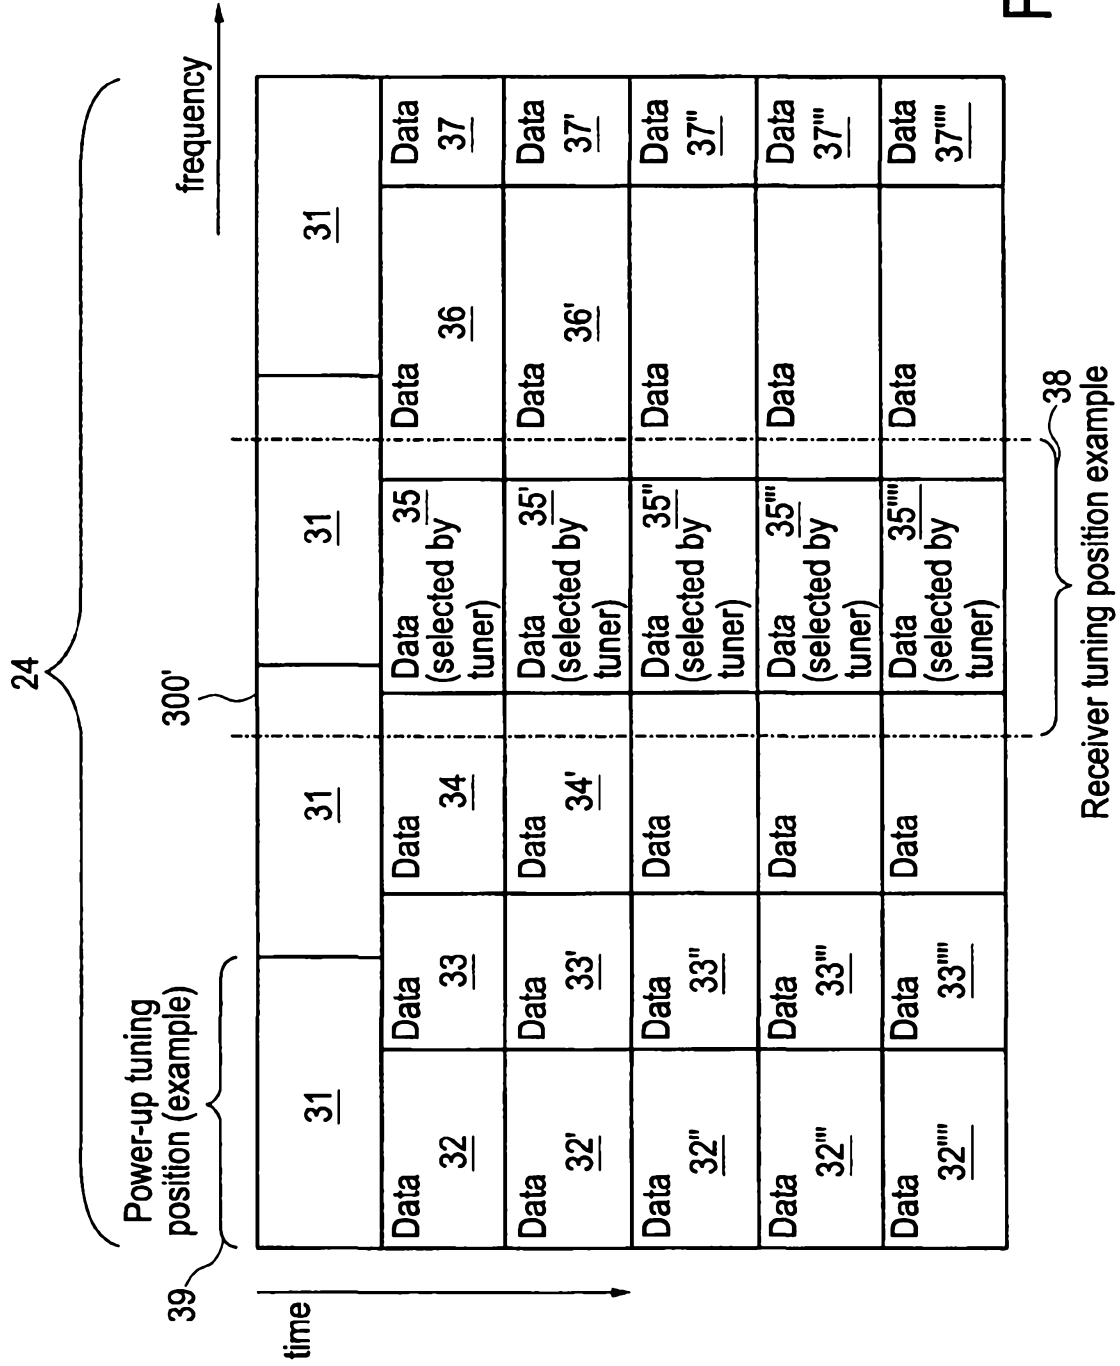 24
Power-up tuning
position (example)
39
300'
frequency
time
31
31
31
31
Data 32
Data 33
Data 34
Data 35
(selected by
tuner)
Data 36
Data 37
Data 32'
Data 33'
Data 34'
Data 35'
(selected by
tuner)
Data 36'
Data 37'
Data 32''
Data 33''
Data
Data 35''
(selected by
tuner)
Data
Data 37''
Data 32'''
Data 33'''
Data
Data 35'''
(selected by
tuner)
Data
Data 37'''
Data 32''''
Data 33''''
Data
Data 35''''
(selected by
tuner)
Data
Data 37''''
38
Receiver tuning position example